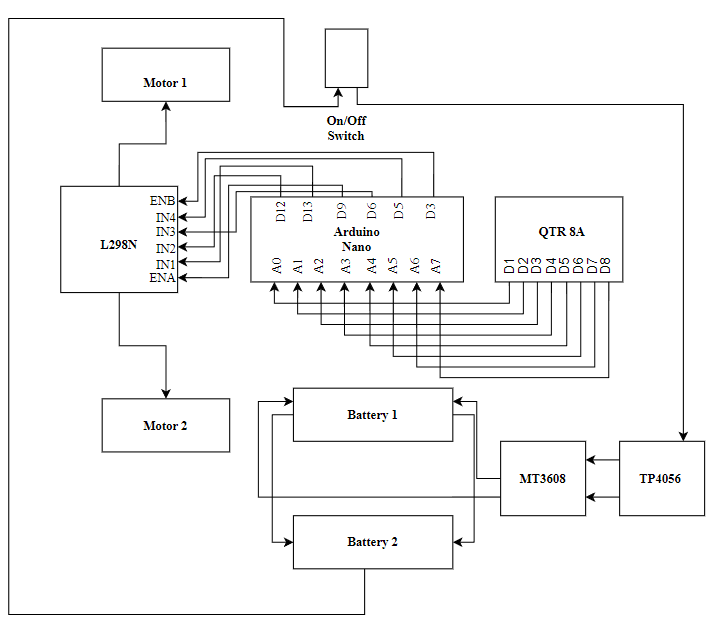 Motor 1
On/Off
Switch
L298N
ENB
IN4
IN3
IN2
IN1
ENA
D12
D13
D9
D6
D5
D3
Arduino
Nano
A0
A1
A2
A3
A4
A5
A6
A7
QTR 8A
D1
D2
D3
D4
D5
D6
D7
D8
Motor 2
Battery 1
MT3608
TP4056
Battery 2